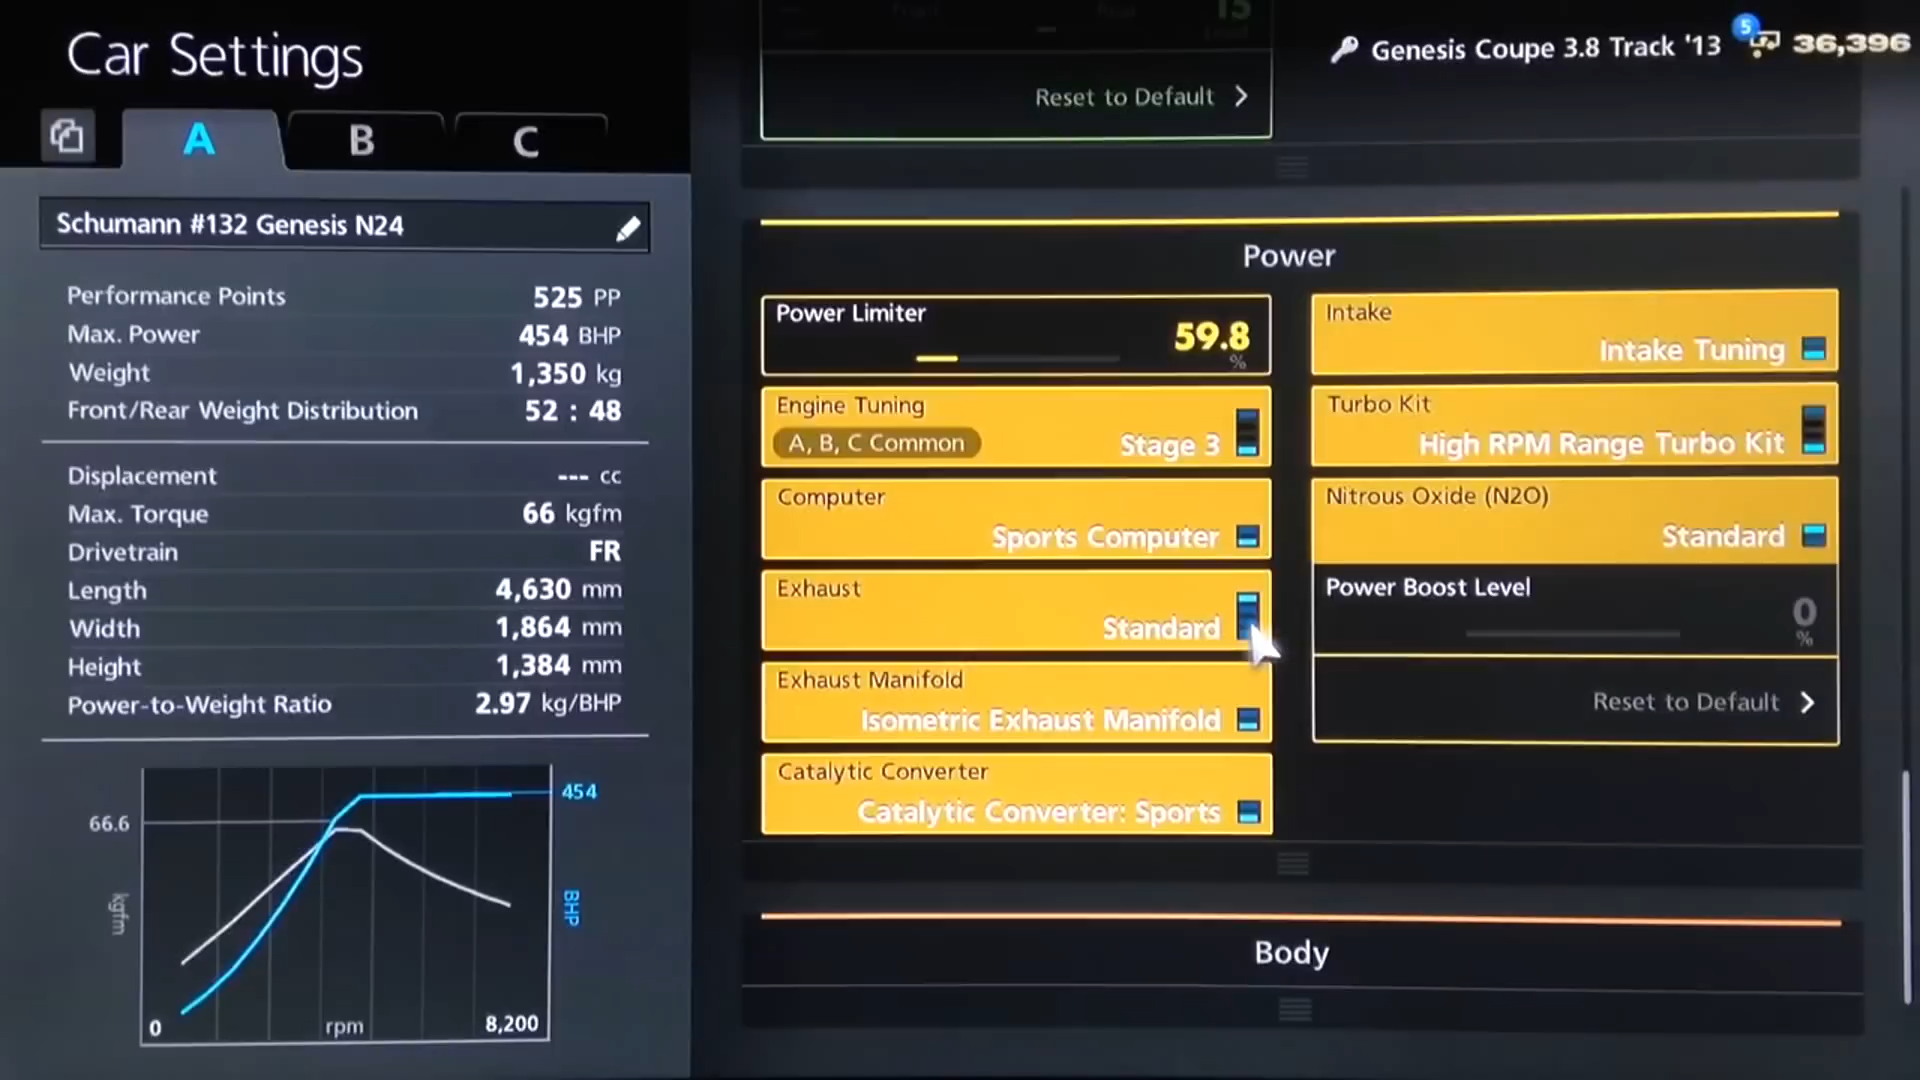 Car Settings
Genesis Coupe 3.8 Track '13
5
36,396
A
B
C
Reset to Default
Schumann #132 Genesis N24
Performance Points 525 PP
Max. Power 454 BHP
Weight 1,350 kg
Front/Rear Weight Distribution 52 : 48
Displacement --- cc
Max. Torque 66 kgfm
Drivetrain FR
Length 4,630 mm
Width 1,864 mm
Height 1,384 mm
Power-to-Weight Ratio 2.97 kg/BHP
454
66.6
kgfm
BHP
0 rpm 8,200
Power
Power Limiter
59.8
%
Engine Tuning
A, B, C Common Stage 3
Computer
Sports Computer
Exhaust
Standard
Exhaust Manifold
Isometric Exhaust Manifold
Catalytic Converter
Catalytic Converter: Sports
Intake
Intake Tuning
Turbo Kit
High RPM Range Turbo Kit
Nitrous Oxide (N2O)
Standard
Power Boost Level
0
%
Reset to Default
Body